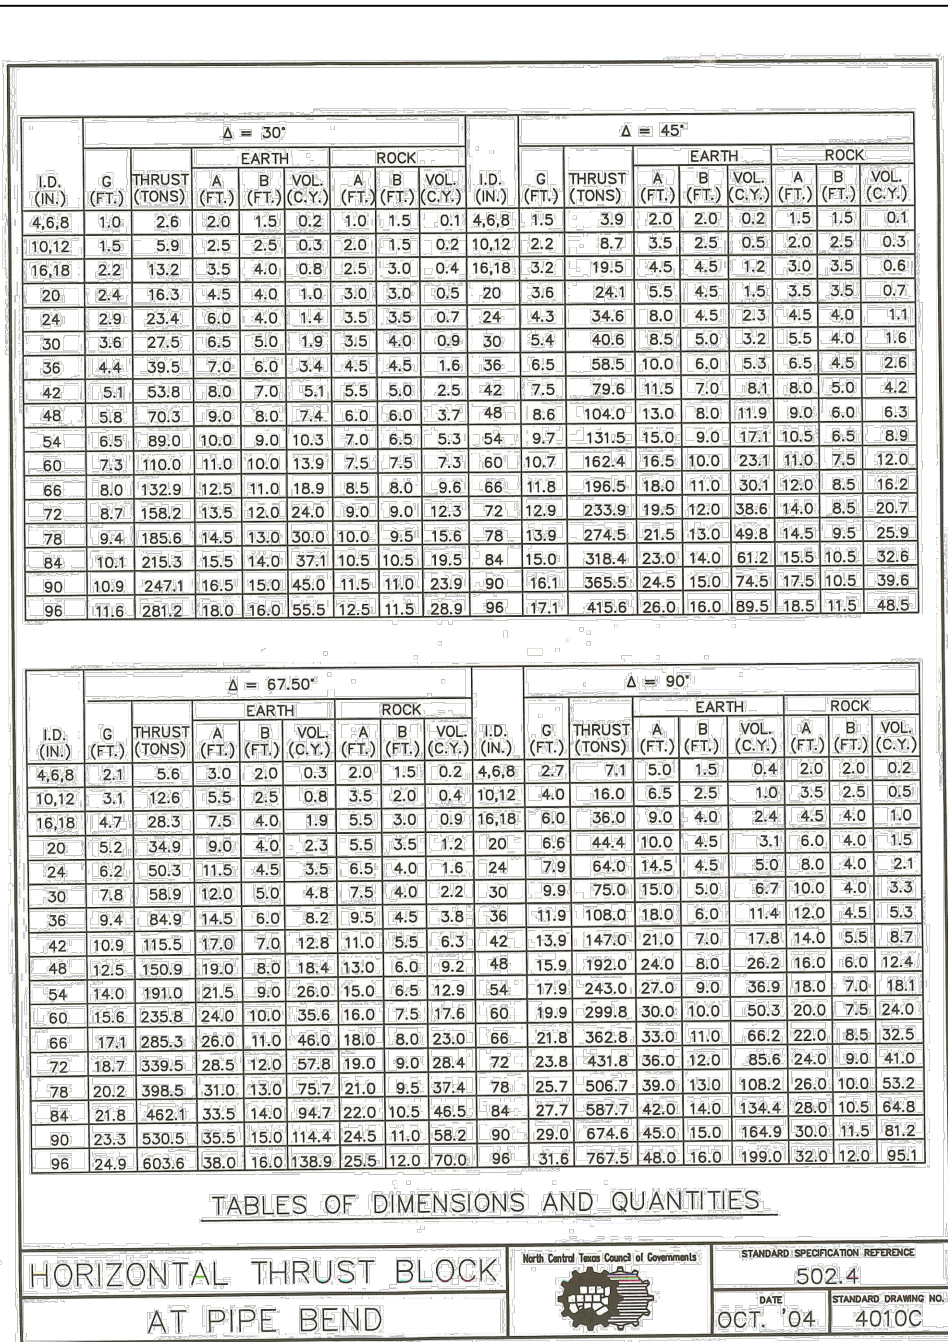 Δ = 30° Δ = 45°
EARTH ROCK EARTH ROCK
I.D. (IN.) G (FT.) THRUST (TONS) A (FT.) B (FT.) VOL. (C.Y.) A (FT.) B (FT.) VOL. (C.Y.) I.D. (IN.) G (FT.) THRUST (TONS) A (FT.) B (FT.) VOL. (C.Y.) A (FT.) B (FT.) VOL. (C.Y.)
4,6,8 1.0 2.6 2.0 1.5 0.2 1.0 1.5 0.1 4,6,8 1.5 3.9 2.0 2.0 0.2 1.5 1.5 0.1
10,12 1.5 5.9 2.5 2.5 0.3 2.0 1.5 0.2 10,12 2.2 8.7 3.5 2.5 0.5 2.0 2.5 0.3
16,18 2.2 13.2 3.5 4.0 0.8 2.5 3.0 0.4 16,18 3.2 19.5 4.5 4.5 1.2 3.0 3.5 0.6
20 2.4 16.3 4.5 4.0 1.0 3.0 3.0 0.5 20 3.6 24.1 5.5 4.5 1.5 3.5 3.5 0.7
24 2.9 23.4 6.0 4.0 1.4 3.5 3.5 0.7 24 4.3 34.6 8.0 4.5 2.3 4.5 4.0 1.1
30 3.6 27.5 6.5 5.0 1.9 3.5 4.0 0.9 30 5.4 40.6 8.5 5.0 3.2 5.5 4.0 1.6
36 4.4 39.5 7.0 6.0 3.4 4.5 4.5 1.6 36 6.5 58.5 10.0 6.0 5.3 6.5 4.5 2.6
42 5.1 53.8 8.0 7.0 5.1 5.5 5.0 2.5 42 7.5 79.6 11.5 7.0 8.1 8.0 5.0 4.2
48 5.8 70.3 9.0 8.0 7.4 6.0 6.0 3.7 48 8.6 104.0 13.0 8.0 11.9 9.0 6.0 6.3
54 6.5 89.0 10.0 9.0 10.3 7.0 6.5 5.3 54 9.7 131.5 15.0 9.0 17.1 10.5 6.5 8.9
60 7.3 110.0 11.0 10.0 13.9 7.5 7.5 7.3 60 10.7 162.4 16.5 10.0 23.1 11.0 7.5 12.0
66 8.0 132.9 12.5 11.0 18.9 8.5 8.0 9.6 66 11.8 196.5 18.0 11.0 30.1 12.0 8.5 16.2
72 8.7 158.2 13.5 12.0 24.0 9.0 9.0 12.3 72 12.9 233.9 19.5 12.0 38.6 14.0 8.5 20.7
78 9.4 185.6 14.5 13.0 30.0 10.0 9.5 15.6 78 13.9 274.5 21.5 13.0 49.8 14.5 9.5 25.9
84 10.1 215.3 15.5 14.0 37.1 10.5 10.5 19.5 84 15.0 318.4 23.0 14.0 61.2 15.5 10.5 32.6
90 10.9 247.1 16.5 15.0 45.0 11.5 11.0 23.9 90 16.1 365.5 24.5 15.0 74.5 17.5 10.5 39.6
96 11.6 281.2 18.0 16.0 55.5 12.5 11.5 28.9 96 17.1 415.6 26.0 16.0 89.5 18.5 11.5 48.5
Δ = 67.50° Δ = 90°
EARTH ROCK EARTH ROCK
I.D. (IN.) G (FT.) THRUST (TONS) A (FT.) B (FT.) VOL. (C.Y.) A (FT.) B (FT.) VOL. (C.Y.) I.D. (IN.) G (FT.) THRUST (TONS) A (FT.) B (FT.) VOL. (C.Y.) A (FT.) B (FT.) VOL. (C.Y.)
4,6,8 2.1 5.6 3.0 2.0 0.3 2.0 1.5 0.2 4,6,8 2.7 7.1 5.0 1.5 0.4 2.0 2.0 0.2
10,12 3.1 12.6 5.5 2.5 0.8 3.5 2.0 0.4 10,12 4.0 16.0 6.5 2.5 1.0 3.5 2.5 0.5
16,18 4.7 28.3 7.5 4.0 1.9 5.5 3.0 0.9 16,18 6.0 36.0 9.0 4.0 2.4 4.5 4.0 1.0
20 5.2 34.9 9.0 4.0 2.3 5.5 3.5 1.2 20 6.6 44.4 10.0 4.5 3.1 6.0 4.0 1.5
24 6.2 50.3 11.5 4.5 3.5 6.5 4.0 1.6 24 7.9 64.0 14.5 4.5 5.0 8.0 4.0 2.1
30 7.8 58.9 12.0 5.0 4.8 7.5 4.0 2.2 30 9.9 75.0 15.0 5.0 6.7 10.0 4.0 3.3
36 9.4 84.9 14.5 6.0 8.2 9.5 4.5 3.8 36 11.9 108.0 18.0 6.0 11.4 12.0 4.5 5.3
42 10.9 115.5 17.0 7.0 12.8 11.0 5.5 6.3 42 13.9 147.0 21.0 7.0 17.8 14.0 5.5 8.7
48 12.5 150.9 19.0 8.0 18.4 13.0 6.0 9.2 48 15.9 192.0 24.0 8.0 26.2 16.0 6.0 12.4
54 14.0 191.0 21.5 9.0 26.0 15.0 6.5 12.9 54 17.9 243.0 27.0 9.0 36.9 18.0 7.0 18.1
60 15.6 235.8 24.0 10.0 35.6 16.0 7.5 17.6 60 19.9 299.8 30.0 10.0 50.3 20.0 7.5 24.0
66 17.1 285.3 26.0 11.0 46.0 18.0 8.0 23.0 66 21.8 362.8 33.0 11.0 66.2 22.0 8.5 32.5
72 18.7 339.5 28.5 12.0 57.8 19.0 9.0 28.4 72 23.8 431.8 36.0 12.0 85.6 24.0 9.0 41.0
78 20.2 398.5 31.0 13.0 75.7 21.0 9.5 37.4 78 25.7 506.7 39.0 13.0 108.2 26.0 10.0 53.2
84 21.8 462.1 33.5 14.0 94.7 22.0 10.5 46.5 84 27.7 587.7 42.0 14.0 134.4 28.0 10.5 64.8
90 23.3 530.5 35.5 15.0 114.4 24.5 11.0 58.2 90 29.0 674.6 45.0 15.0 164.9 30.0 11.5 81.2
96 24.9 603.6 38.0 16.0 138.9 25.5 12.0 70.0 96 31.6 767.5 48.0 16.0 199.0 32.0 12.0 95.1
TABLES OF DIMENSIONS AND QUANTITIES
HORIZONTAL THRUST BLOCK
AT PIPE BEND
North Central Texas Council of Governments
STANDARD SPECIFICATION REFERENCE
502.4
DATE
OCT. '04
STANDARD DRAWING NO.
4010C